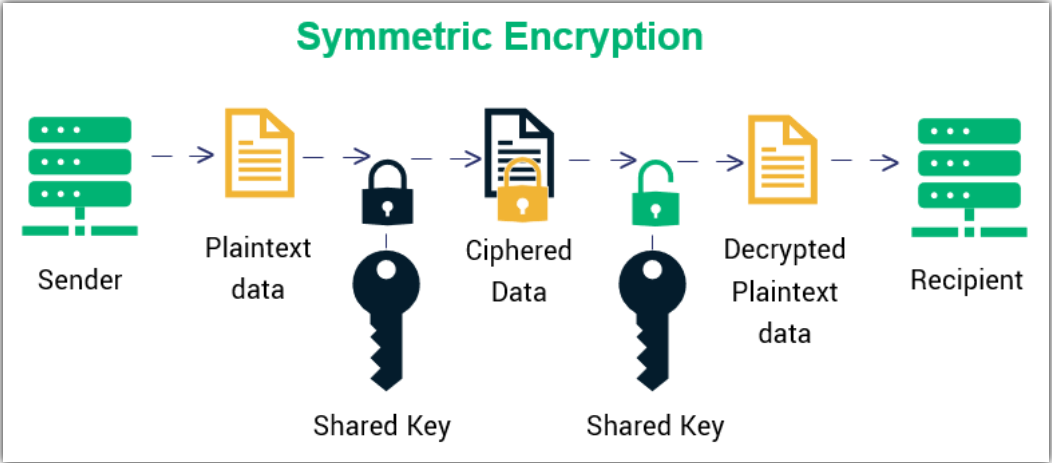 Symmetric Encryption
Sender
Plaintext
data
Shared Key
Ciphered
Data
Shared Key
Decrypted
Plaintext
data
Recipient